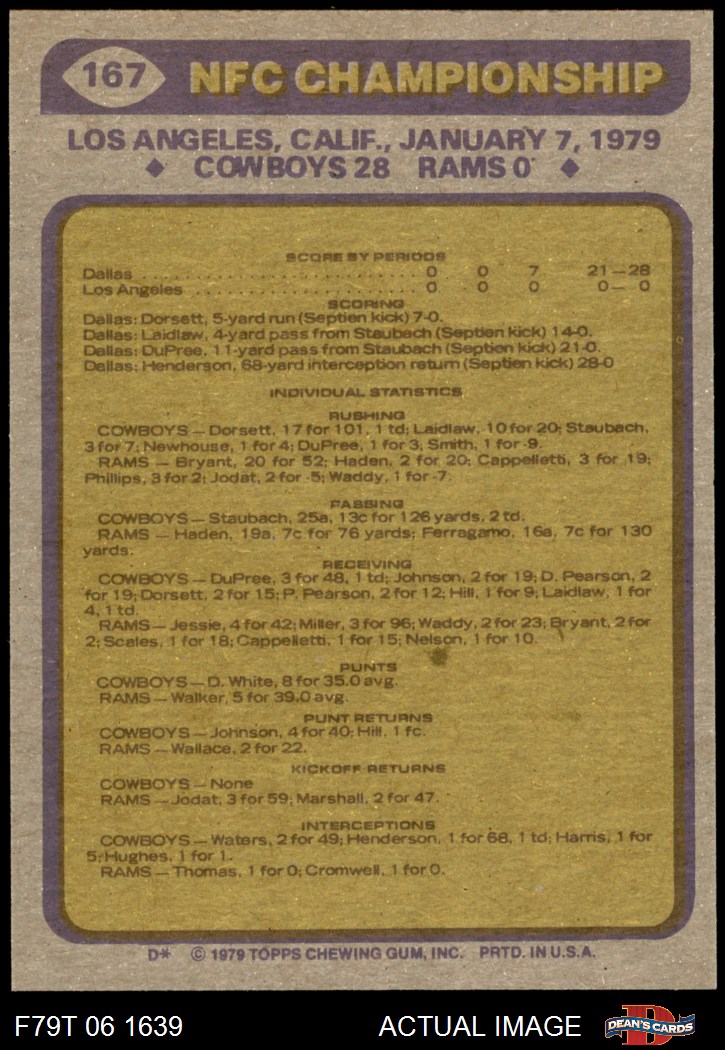 167 NFC CHAMPIONSHIP
LOS ANGELES, CALIF., JANUARY 7, 1979
◆ COWBOYS 28 RAMS 0 ◆
SCORE BY PERIODS
Dallas . . . . . . . . . . . . . . . . . . . . . . . . . . . 0 0 7 21—28
Los Angeles . . . . . . . . . . . . . . . . . . . . . . 0 0 0 0— 0
SCORING
Dallas: Dorsett, 5-yard run (Septien kick) 7-0.
Dallas: Laidlaw, 4-yard pass from Staubach (Septien kick) 14-0.
Dallas: DuPree, 11-yard pass from Staubach (Septien kick) 21-0.
Dallas: Henderson, 68-yard interception return (Septien kick) 28-0
INDIVIDUAL STATISTICS
RUSHING
COWBOYS — Dorsett, 17 for 101, 1 td; Laidlaw, 10 for 20; Staubach,
3 for 7; Newhouse, 1 for 4; DuPree, 1 for 3, Smith, 1 for -9.
RAMS — Bryant, 20 for 52; Haden, 2 for 20; Cappelletti, 3 for 19;
Phillips, 3 for 2; Jodat, 2 for -5; Waddy, 1 for -7.
PASSING
COWBOYS — Staubach, 25a, 13c for 126 yards, 2 td.
RAMS — Haden, 19a, 7c for 76 yards; Ferragamo, 16a, 7c for 130
yards.
RECEIVING
COWBOYS — DuPree, 3 for 48, 1 td; Johnson, 2 for 19; D. Pearson, 2
for 19; Dorsett, 2 for 15; P. Pearson, 2 for 12; Hill, 1 for 9; Laidlaw, 1 for
4, 1 td.
RAMS — Jessie, 4 for 42; Miller, 3 for 96; Waddy, 2 for 23; Bryant, 2 for
2; Scales, 1 for 18; Cappelletti, 1 for 15; Nelson, 1 for 10.
PUNTS
COWBOYS — D. White, 8 for 35.0 avg.
RAMS — Walker, 5 for 39.0 avg.
PUNT RETURNS
COWBOYS — Johnson, 4 for 40; Hill, 1 fc.
RAMS — Wallace, 2 for 22.
KICKOFF RETURNS
COWBOYS — None
RAMS — Jodat, 3 for 59; Marshall, 2 for 47.
INTERCEPTIONS
COWBOYS — Waters, 2 for 49; Henderson, 1 for 68, 1 td; Harris, 1 for
5; Hughes, 1 for 1.
RAMS — Thomas, 1 for 0; Cromwell, 1 for 0.
D* © 1979 TOPPS CHEWING GUM, INC. PRTD. IN U.S.A.
F79T 06 1639 ACTUAL IMAGE D DEAN'S CARDS